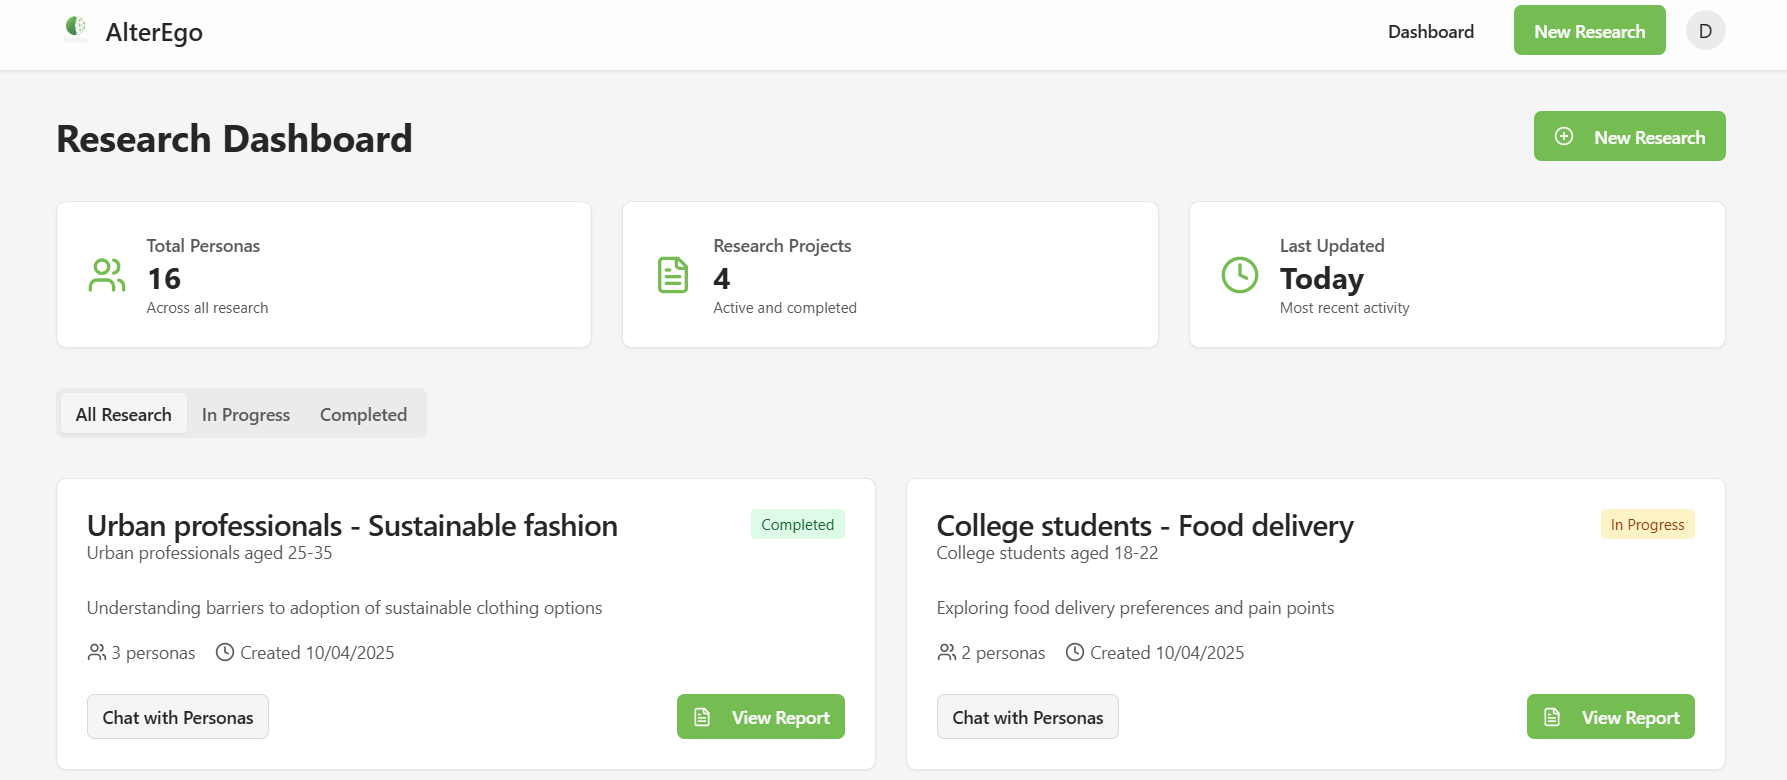 AlterEgo
Dashboard
New Research
D
Research Dashboard
New Research
Total Personas
16
Across all research
Research Projects
4
Active and completed
Last Updated
Today
Most recent activity
All Research
In Progress
Completed
Urban professionals - Sustainable fashion
Completed
Urban professionals aged 25-35
Understanding barriers to adoption of sustainable clothing options
3 personas
Created 10/04/2025
Chat with Personas
View Report
College students - Food delivery
In Progress
College students aged 18-22
Exploring food delivery preferences and pain points
2 personas
Created 10/04/2025
Chat with Personas
View Report